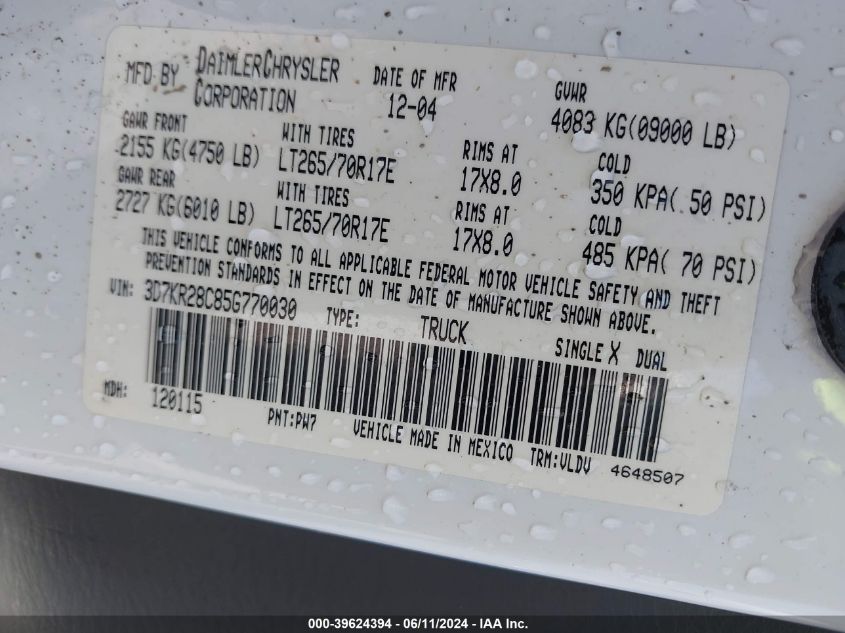 MFD BY DAIMLERCHRYSLER CORPORATION DATE OF MFR 12-04 GVWR 4083 KG(09000 LB)
GAWR FRONT WITH TIRES RIMS AT COLD
2155 KG(4750 LB) LT265/70R17E 17X8.0 350 KPA( 50 PSI)
GAWR REAR WITH TIRES RIMS AT COLD
2727 KG(6010 LB) LT265/70R17E 17X8.0 485 KPA( 70 PSI)
THIS VEHICLE CONFORMS TO ALL APPLICABLE FEDERAL MOTOR VEHICLE SAFETY AND THEFT
PREVENTION STANDARDS IN EFFECT ON THE DATE OF MANUFACTURE SHOWN ABOVE.
VIN: 3D7KR28C85G770030 TYPE: TRUCK SINGLE X DUAL
MDH: 120115 PNT:PW7 VEHICLE MADE IN MEXICO TRM:VLDV 4648507
000-39624394 - 06/11/2024 - IAA Inc.